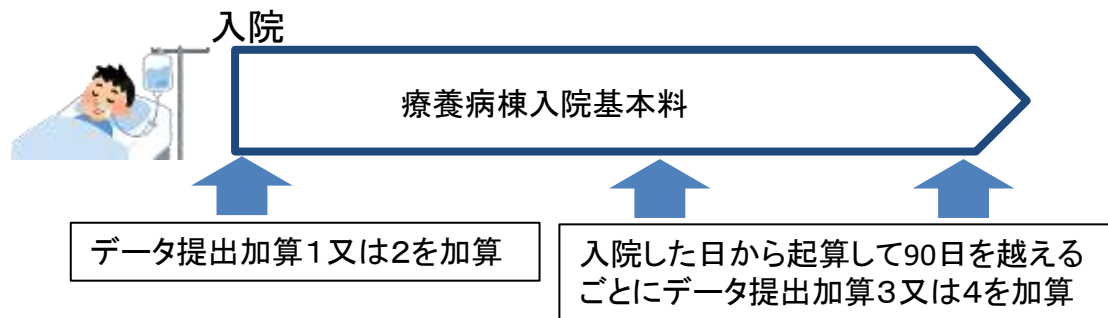 入院
療養病棟入院基本料
データ提出加算１又は２を加算
入院した日から起算して90日を越える
ごとにデータ提出加算３又は４を加算